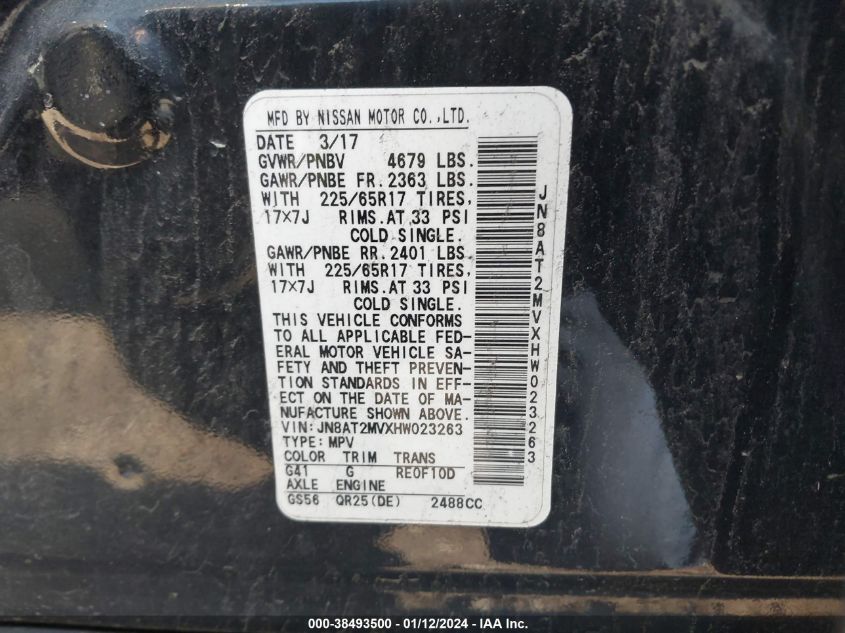 MFD BY NISSAN MOTOR CO.,LTD.
DATE 3/17
GVWR/PNBV 4679 LBS.
GAWR/PNBE FR.2363 LBS.
WITH 225/65R17 TIRES,
17×7J RIMS.AT 33 PSI
COLD SINGLE.
GAWR/PNBE RR.2401 LBS.
WITH 225/65R17 TIRES,
17×7J RIMS.AT 33 PSI
COLD SINGLE.
THIS VEHICLE CONFORMS
TO ALL APPLICABLE FED-
ERAL MOTOR VEHICLE SA-
FETY AND THEFT PREVEN-
TION STANDARDS IN EFF-
ECT ON THE DATE OF MA-
NUFACTURE SHOWN ABOVE.
VIN:JN8AT2MVXHW023263
TYPE:MPV
COLOR TRIM TRANS
G41 G RE0F10D
AXLE ENGINE
GS56 QR25(DE) 2488CC
JN8AT2MVXHW023263
000-38493500 - 01/12/2024 - IAA, Inc.